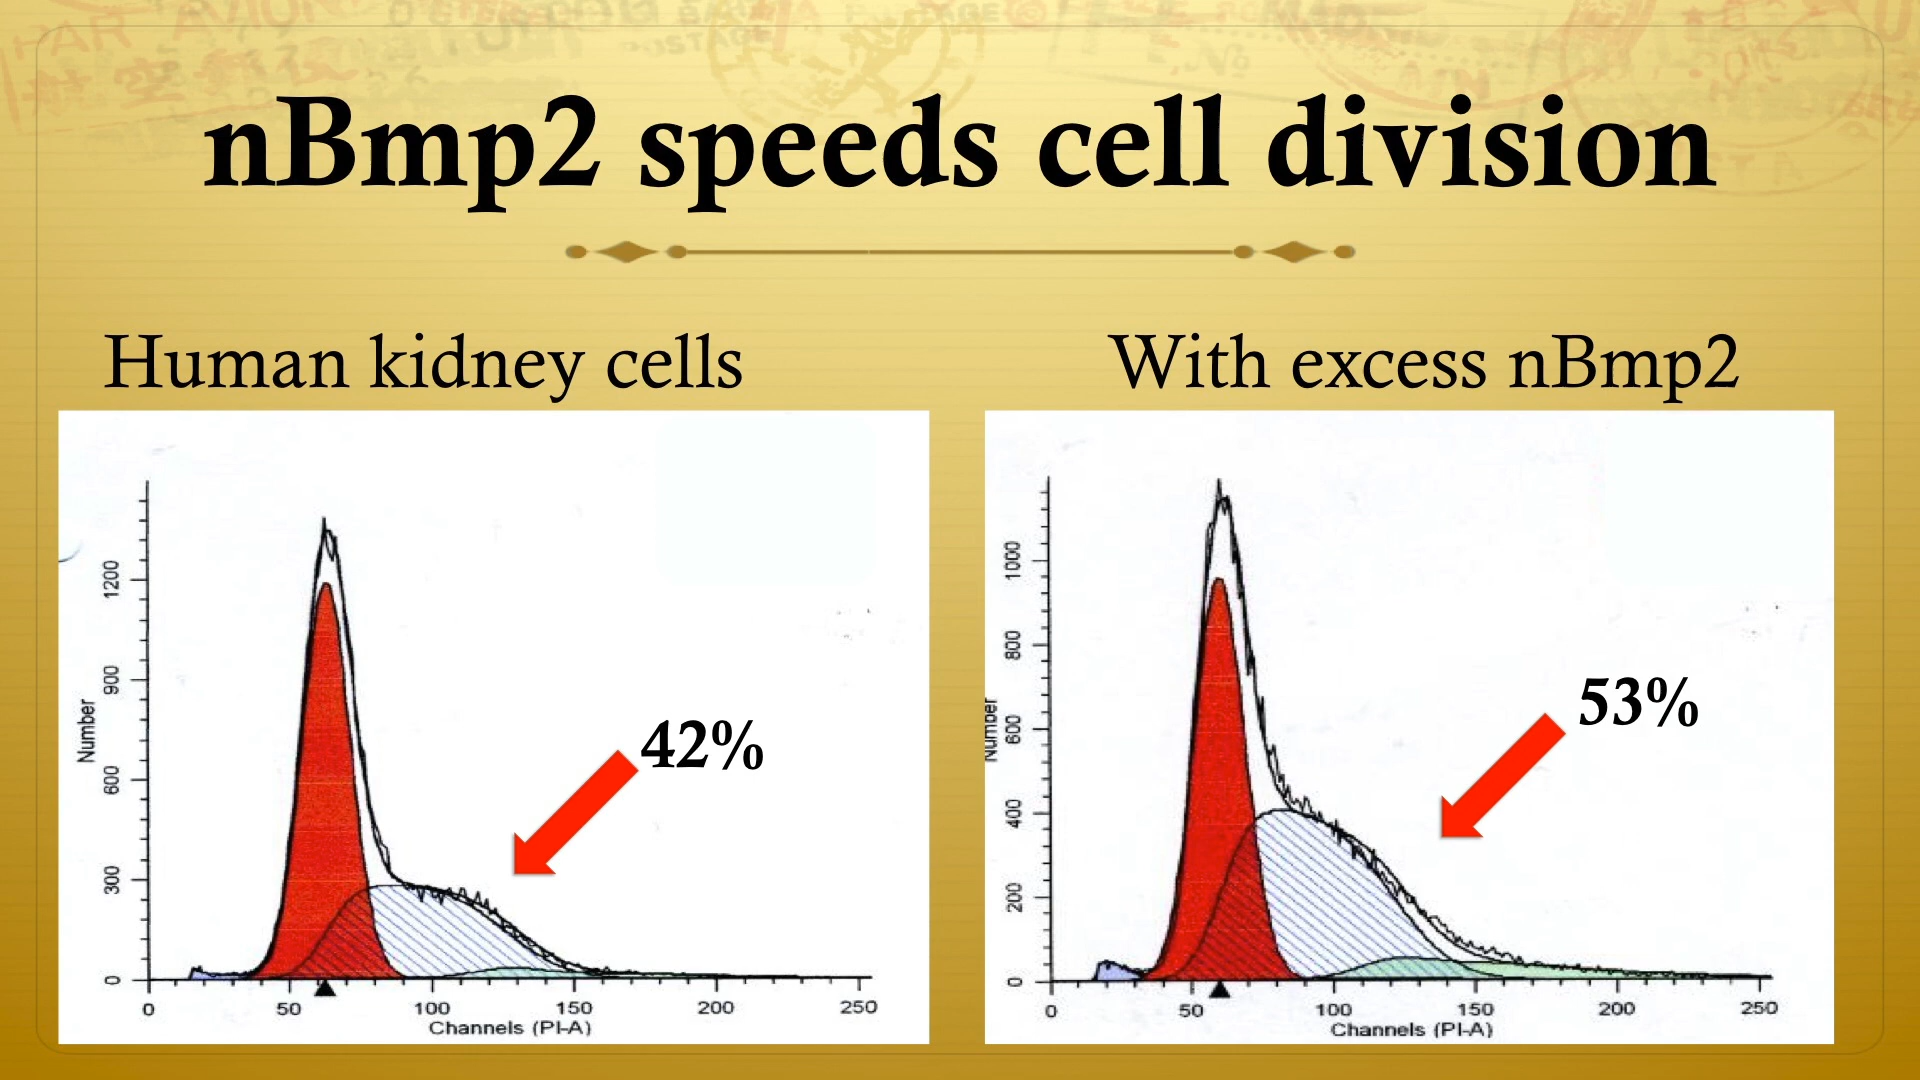 nBmp2 speeds cell division
Human kidney cells
With excess nBmp2
1200
900
600
300
0
Number
42%
0 50 100 150 200 250
Channels (PI-A)
1000
800
600
400
200
0
Number
53%
0 50 100 150 200 250
Channels (PI-A)